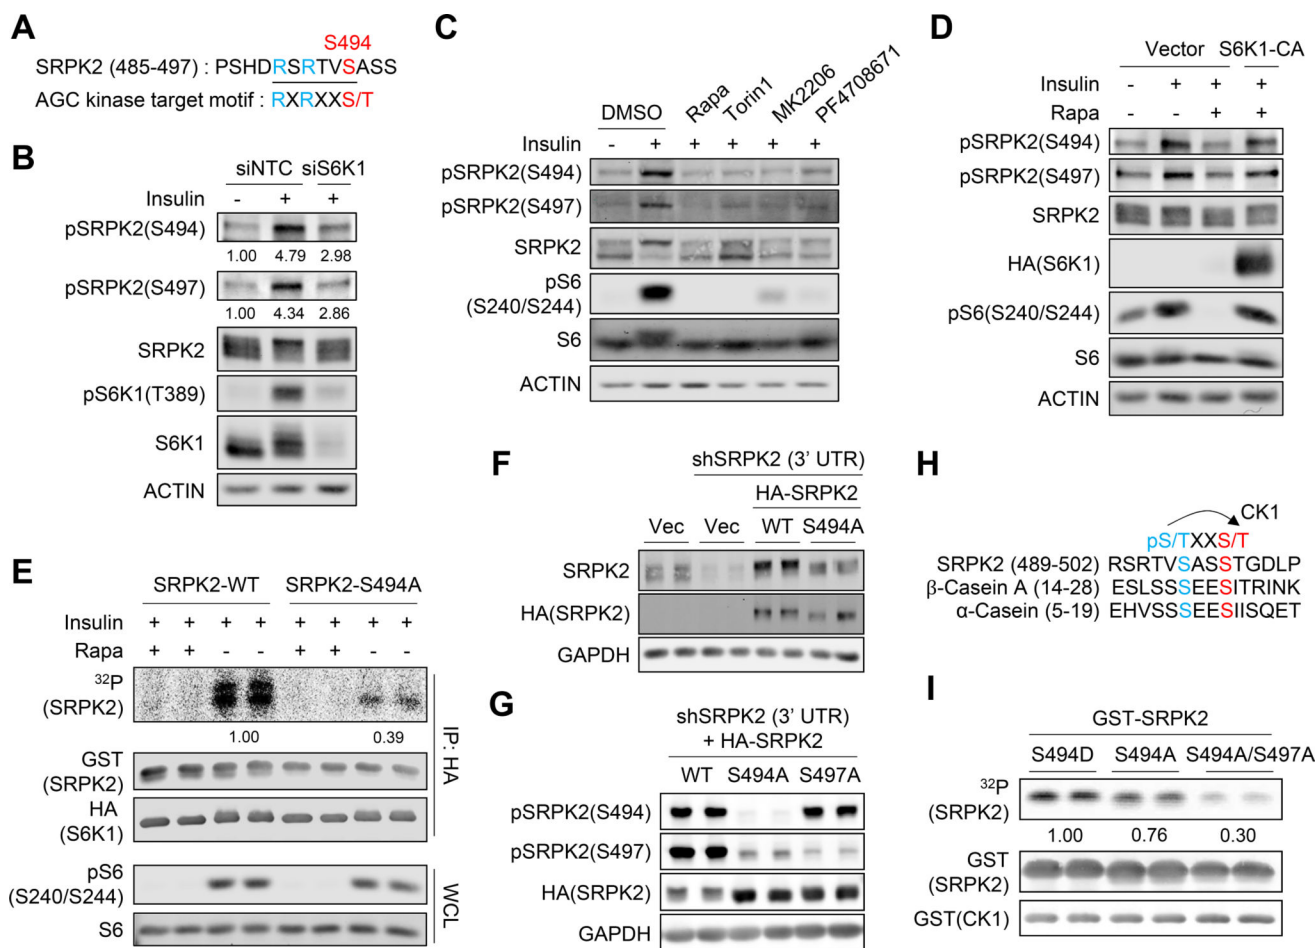 A
S494
SRPK2 (485-497) : PSHDRSRTVSASS
AGC kinase target motif : RXRXXS/T
B
siNTC siS6K1
Insulin - + +
pSRPK2(S494)
1.00 4.79 2.98
pSRPK2(S497)
1.00 4.34 2.86
SRPK2
pS6K1(T389)
S6K1
ACTIN
C
DMSO Rapa Torin1 MK2206 PF4708671
Insulin - + + + + +
pSRPK2(S494)
pSRPK2(S497)
SRPK2
pS6
(S240/S244)
S6
ACTIN
D
Vector S6K1-CA
Insulin - + + +
Rapa - - + +
pSRPK2(S494)
pSRPK2(S497)
SRPK2
HA(S6K1)
pS6(S240/S244)
S6
ACTIN
E
SRPK2-WT SRPK2-S494A
Insulin + + + + + + + +
Rapa + + - - + + - -
32P
(SRPK2)
1.00 0.39
GST
(SRPK2)
HA
(S6K1)
IP: HA
pS6
(S240/S244)
S6
WCL
F
shSRPK2 (3' UTR)
HA-SRPK2
Vec Vec WT S494A
SRPK2
HA(SRPK2)
GAPDH
G
shSRPK2 (3' UTR)
+ HA-SRPK2
WT S494A S497A
pSRPK2(S494)
pSRPK2(S497)
HA(SRPK2)
GAPDH
H
CK1
pS/TXXS/T
SRPK2 (489-502) RSRTVSASSTGDLP
β-Casein A (14-28) ESLSSSEESITRINK
α-Casein (5-19) EHVSSSEESIISQET
I
GST-SRPK2
S494D S494A S494A/S497A
32P
(SRPK2)
1.00 0.76 0.30
GST
(SRPK2)
GST(CK1)